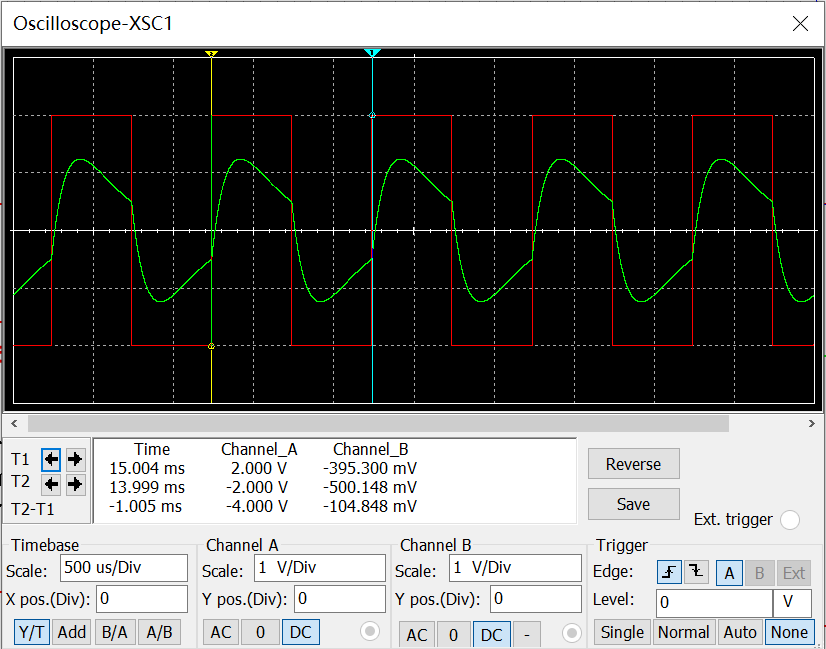 Oscilloscope-XSC1
2
1
T1
T2
T2-T1
Time Channel_A Channel_B
15.004 ms 2.000 V -395.300 mV
13.999 ms -2.000 V -500.148 mV
-1.005 ms -4.000 V -104.848 mV
Reverse
Save
Ext. trigger
Timebase
Scale: 500 us/Div
X pos.(Div): 0
Y/T Add B/A A/B
Channel A
Scale: 1 V/Div
Y pos.(Div): 0
AC 0 DC
Channel B
Scale: 1 V/Div
Y pos.(Div): 0
AC 0 DC -
Trigger
Edge: A B Ext
Level: 0 V
Single Normal Auto None